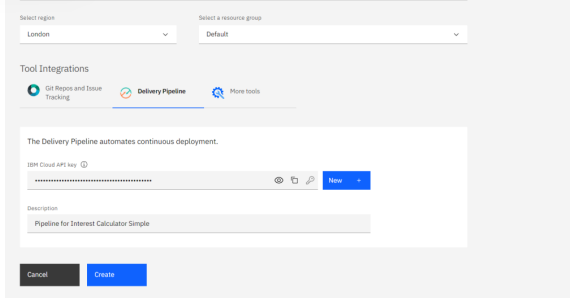 Select region
Select a resource group
London
Default
Tool Integrations
Git Repos and Issue
Tracking
Delivery Pipeline
More tools
The Delivery Pipeline automates continuous deployment.
IBM Cloud API key
••••••••••••••••••••••••••••••••••••••••••••
New +
Description
Pipeline for Interest Calculator Simple
Cancel
Create